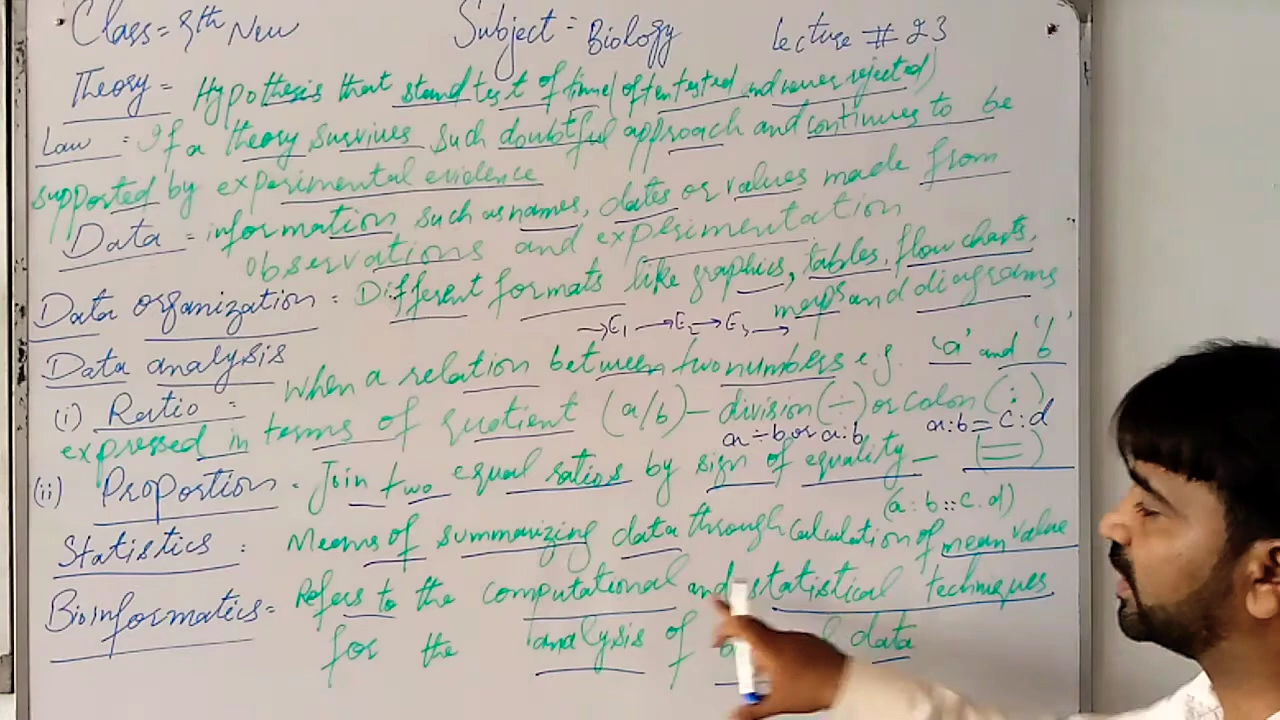 Class = 9th New Subject = Biology Lecture # 23
Theory = Hypothesis that stand test of time (often tested and never rejected)
Law : If a theory survives such doubtful approach and continues to be
supported by experimental evidence
Data = information such as names, dates or values made from
observations and experimentation
Data organization = Different formats like graphics, tables, flow charts,
maps and diagrams
→ E1 → E2 → E3 →
Data analysis
(i) Ratio = When a relation between two numbers e.g. 'a' and 'b'
expressed in terms of quotient (a/b) - division (÷) or colon (:)
a÷b or a:b a:b = c:d
(ii) Proportion . Join two equal ratios by sign of equality - (=)
(a:b::c:d)
Statistics : Means of summarizing data through calculation of mean value
Bioinformatics = Refers to the computational and statistical techniques
for the analysis of data